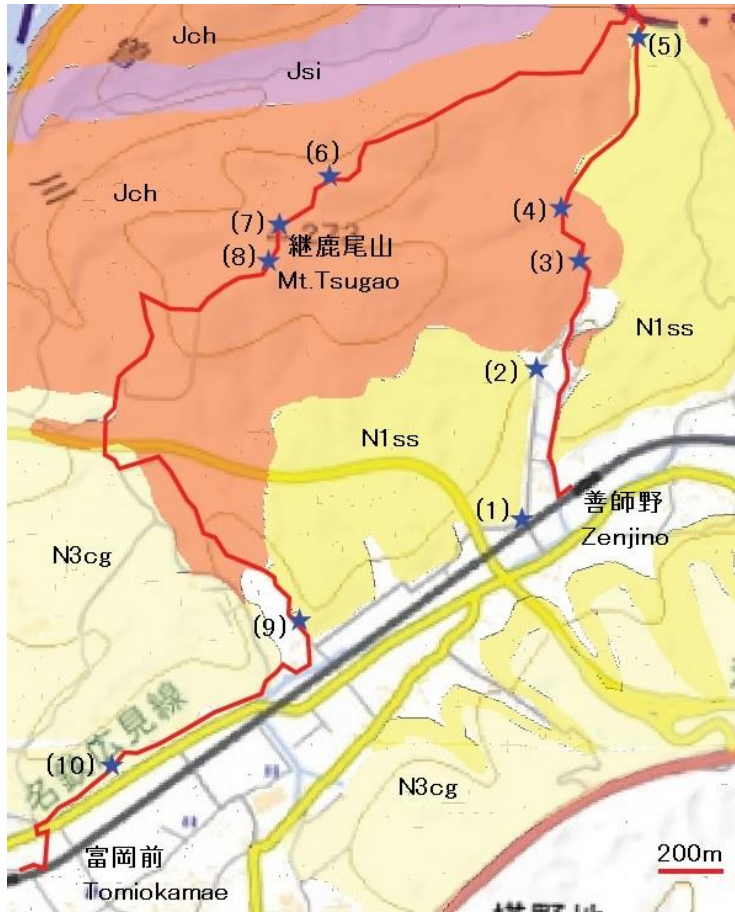 Jch
(5)
Jsi
(6)
Jch
(7)
(4)
273
継鹿尾山
(8)
(3)
Mt.Tsugao
N1ss
(2)
N1ss
善師野
(1)
Zenjino
N3cg
(9)
名鉄広見線
(10)
N3cg
富岡前
200m
Tomiokamae